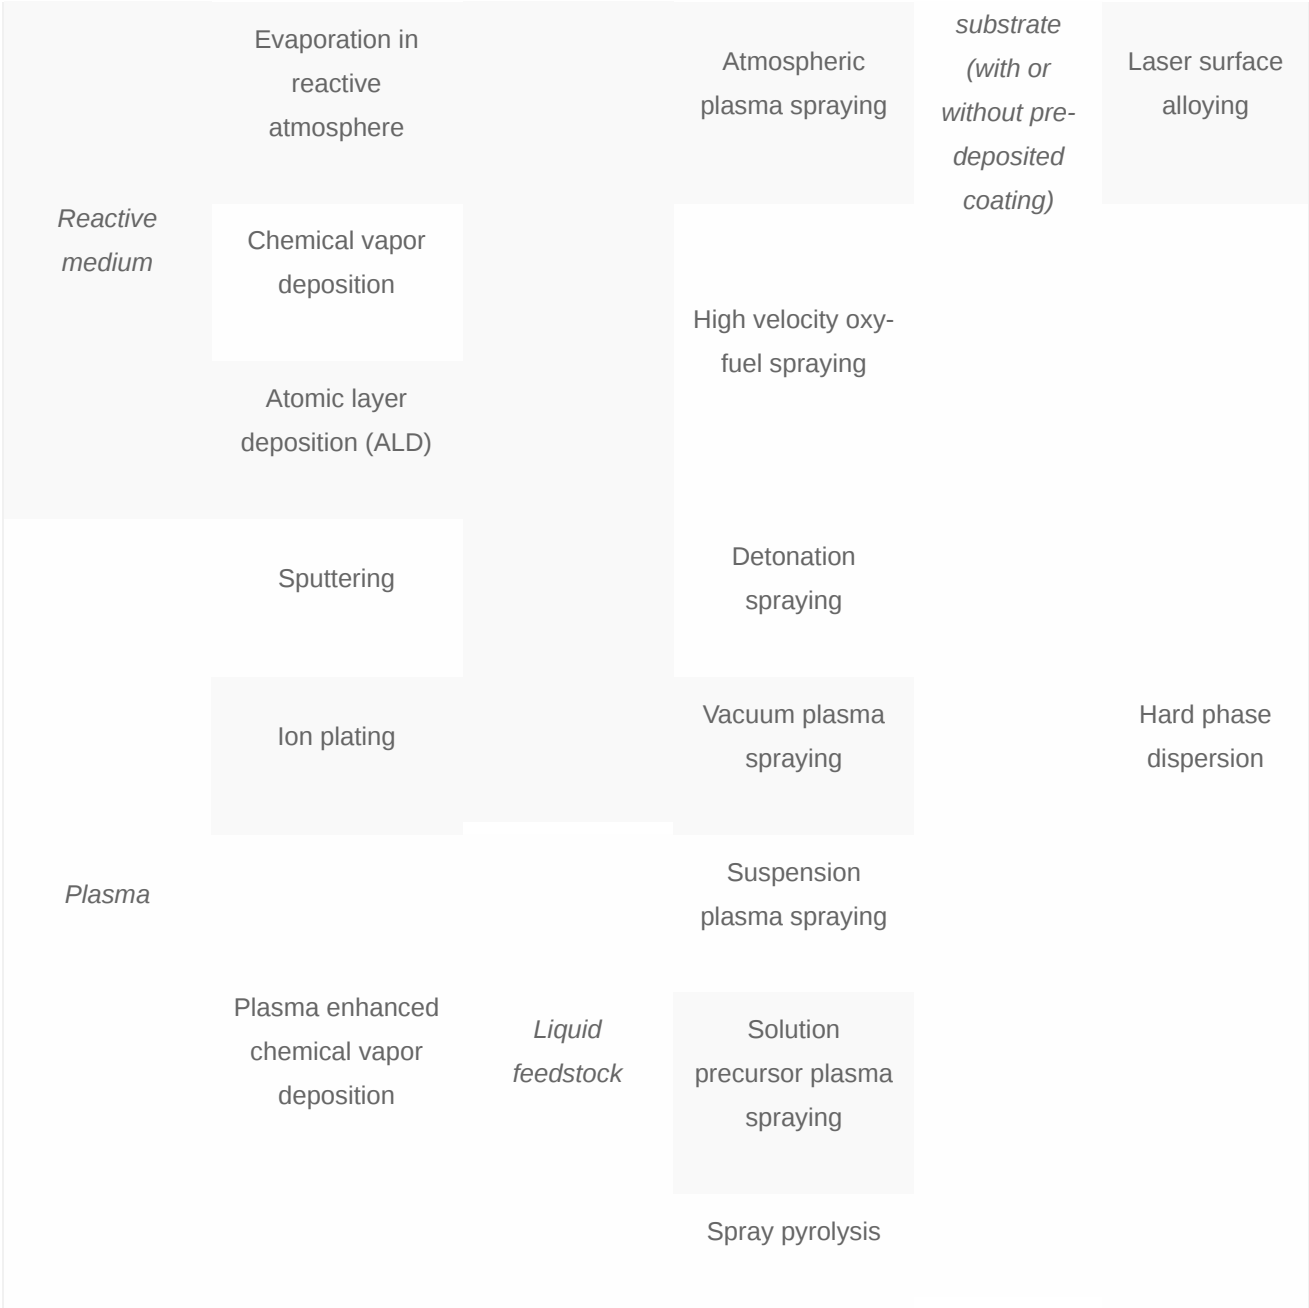 Evaporation in
reactive
atmosphere
Atmospheric
plasma spraying
substrate
(with or
without pre-
deposited
coating)
Laser surface
alloying
Reactive
medium
Chemical vapor
deposition
High velocity oxy-
fuel spraying
Atomic layer
deposition (ALD)
Sputtering
Detonation
spraying
Ion plating
Vacuum plasma
spraying
Hard phase
dispersion
Plasma
Suspension
plasma spraying
Plasma enhanced
chemical vapor
deposition
Liquid
feedstock
Solution
precursor plasma
spraying
Spray pyrolysis